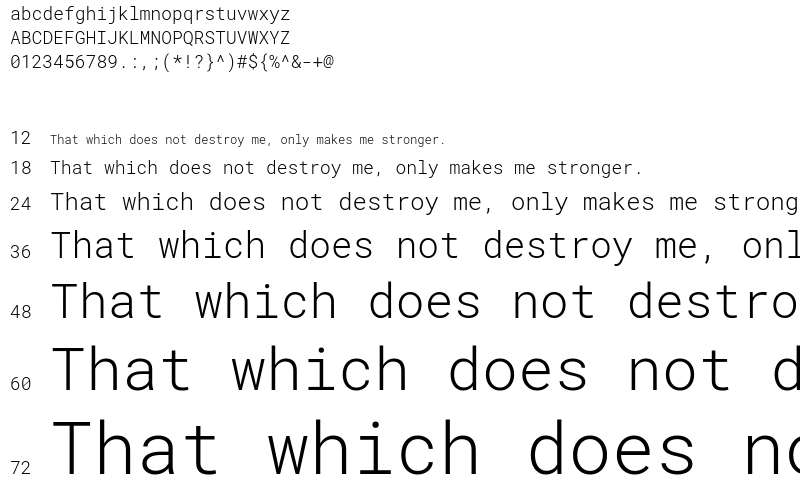 abcdefghijklmnopqrstuvwxyz
ABCDEFGHIJKLMNOPQRSTUVWXYZ
0123456789.:,;(*!?}^)#${%^&-+@
12 That which does not destroy me, only makes me stronger.
18 That which does not destroy me, only makes me stronger.
24 That which does not destroy me, only makes me strong
36 That which does not destroy me, onl
48 That which does not destro
60 That which does not d
72 That which does no